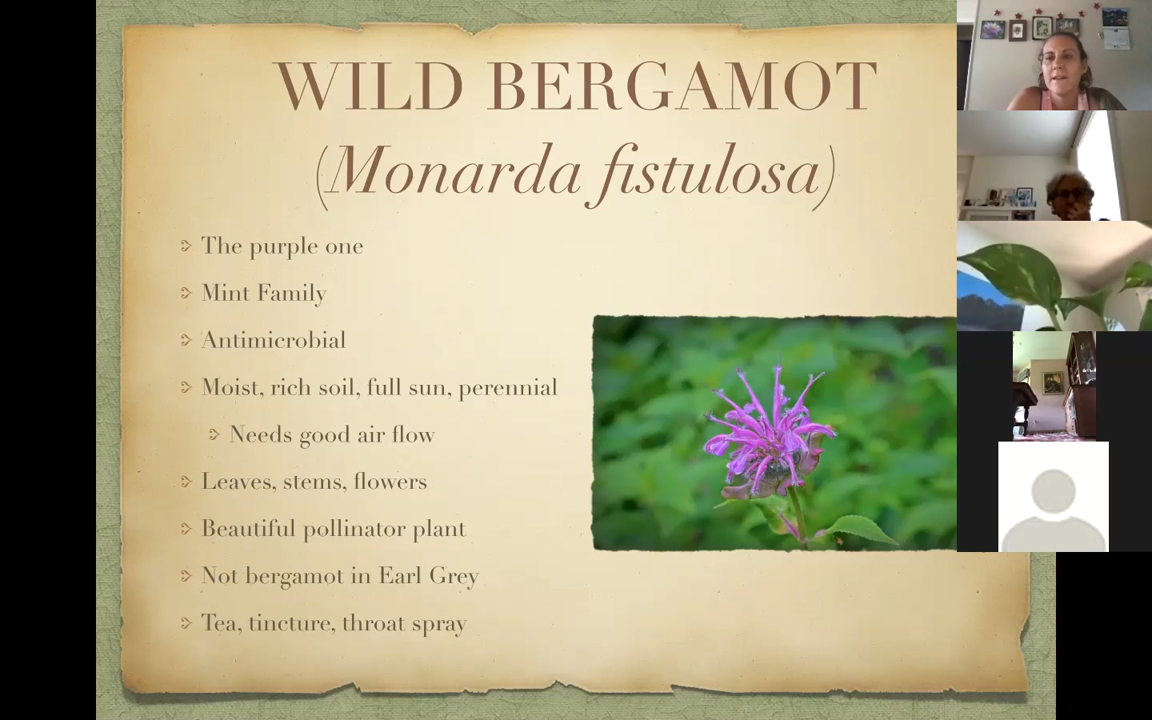 WILD BERGAMOT
(Monarda fistulosa)
The purple one
Mint Family
Antimicrobial
Moist, rich soil, full sun, perennial
Needs good air flow
Leaves, stems, flowers
Beautiful pollinator plant
Not bergamot in Earl Grey
Tea, tincture, throat spray